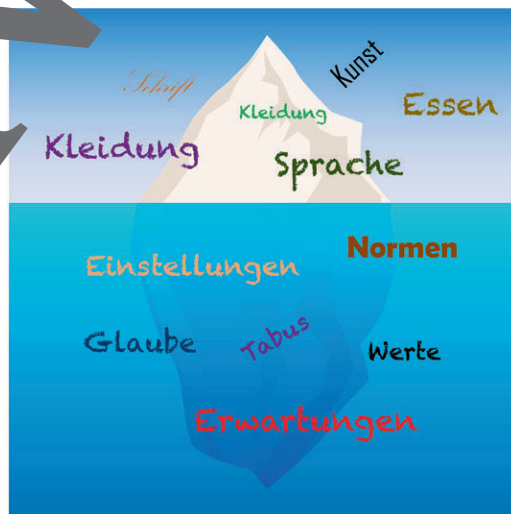 Kunst
Schrift
Kleidung
Essen
Kleidung
Sprache
Normen
Einstellungen
Glaube
Tabus
Werte
Erwartungen